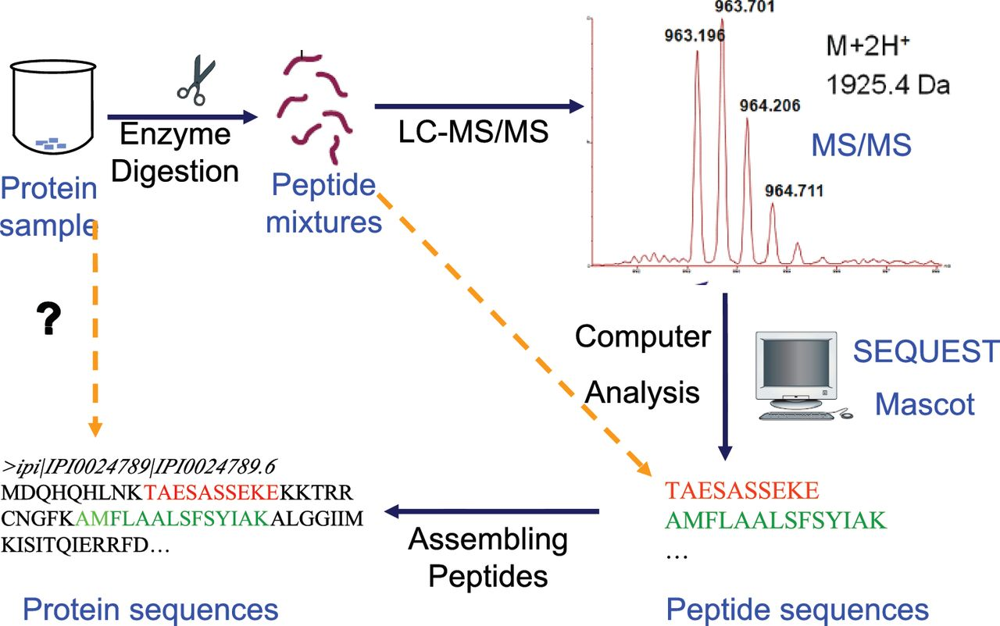 963.701
963.196
M+2H⁺
1925.4 Da
964.206
MS/MS
964.711
Enzyme
Digestion
LC-MS/MS
Protein
sample
Peptide
mixtures
?
Computer
Analysis
SEQUEST
Mascot
>ipi|IPI0024789|IPI0024789.6
MDQHQHLNKTAESASSEKEKKTRR
CNGFKAMFLAALSFSYIAKALGGIIM
KISITQIERRFD…
TAESASSEKE
AMFLAALSFSYIAK
…
Assembling
Peptides
Protein sequences
Peptide sequences